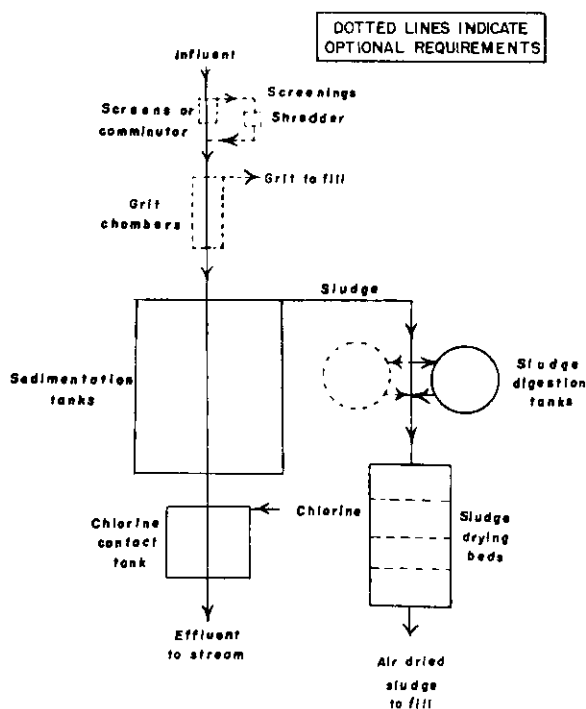 DOTTED LINES INDICATE
OPTIONAL REQUIREMENTS
Influent
Screenings
Screens or
comminutor
Shredder
Grit to fill
Grit
chambers
Sludge
Sedimentation
tanks
Sludge
digestion
tanks
Chlorine
Chlorine
contact
tank
Sludge
drying
beds
Effluent
to stream
Air dried
sludge
to fill